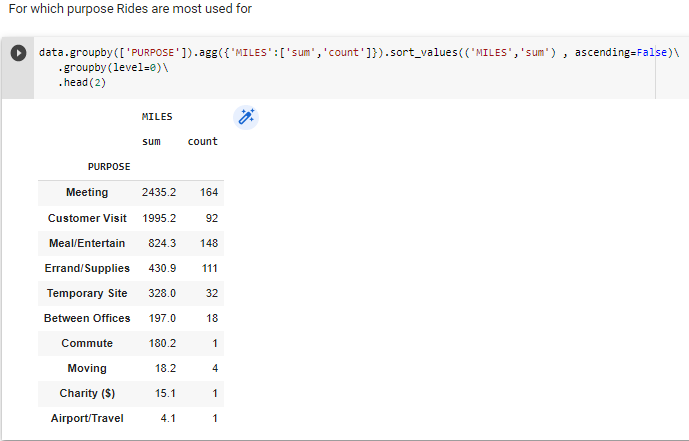 For which purpose Rides are most used for
data.groupby(['PURPOSE']).agg({'MILES':['sum','count']}).sort_values(('MILES','sum') , ascending=False)\
.groupby(level=0)\
.head(2)
MILES
sum count
PURPOSE
Meeting 2435.2 164
Customer Visit 1995.2 92
Meal/Entertain 824.3 148
Errand/Supplies 430.9 111
Temporary Site 328.0 32
Between Offices 197.0 18
Commute 180.2 1
Moving 18.2 4
Charity ($) 15.1 1
Airport/Travel 4.1 1